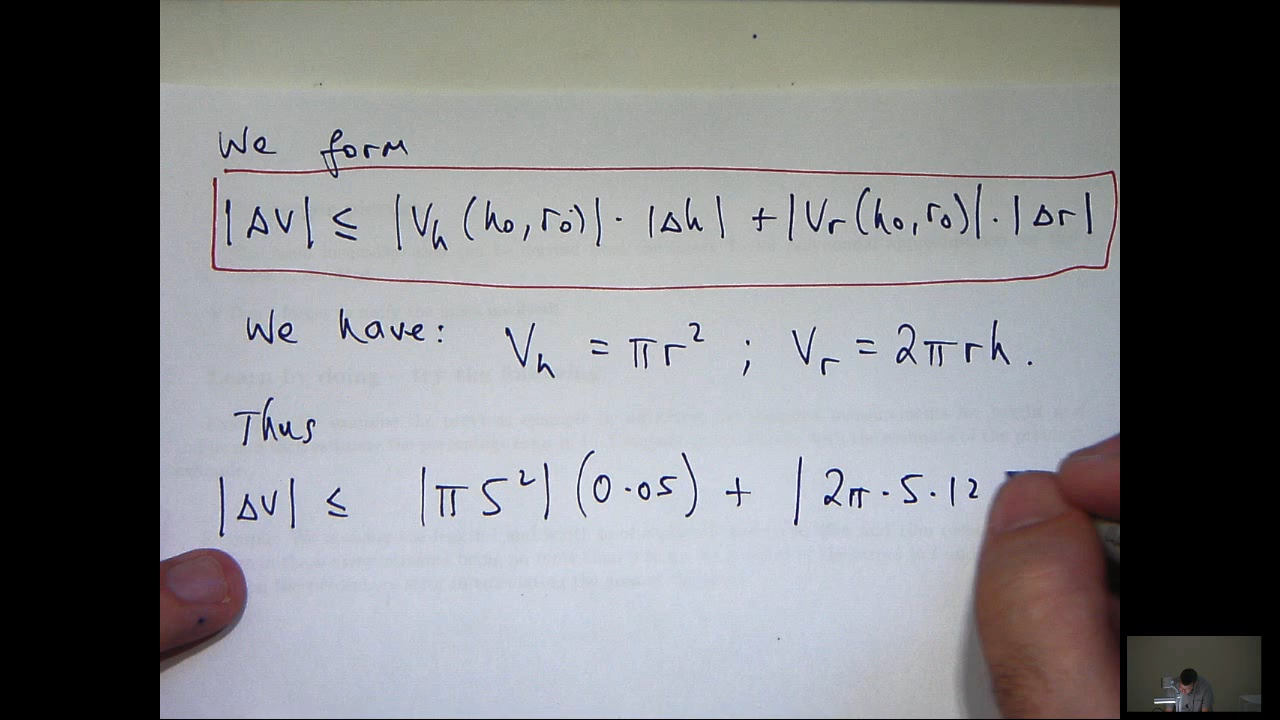 We form
|ΔV| ≤ |V_h (h₀, r₀)| · |Δh| + |V_r (h₀, r₀)| · |Δr|
We have: V_h = πr² ; V_r = 2πrh.
Thus
|ΔV| ≤ |π5²| (0·05) + | 2π·5·12